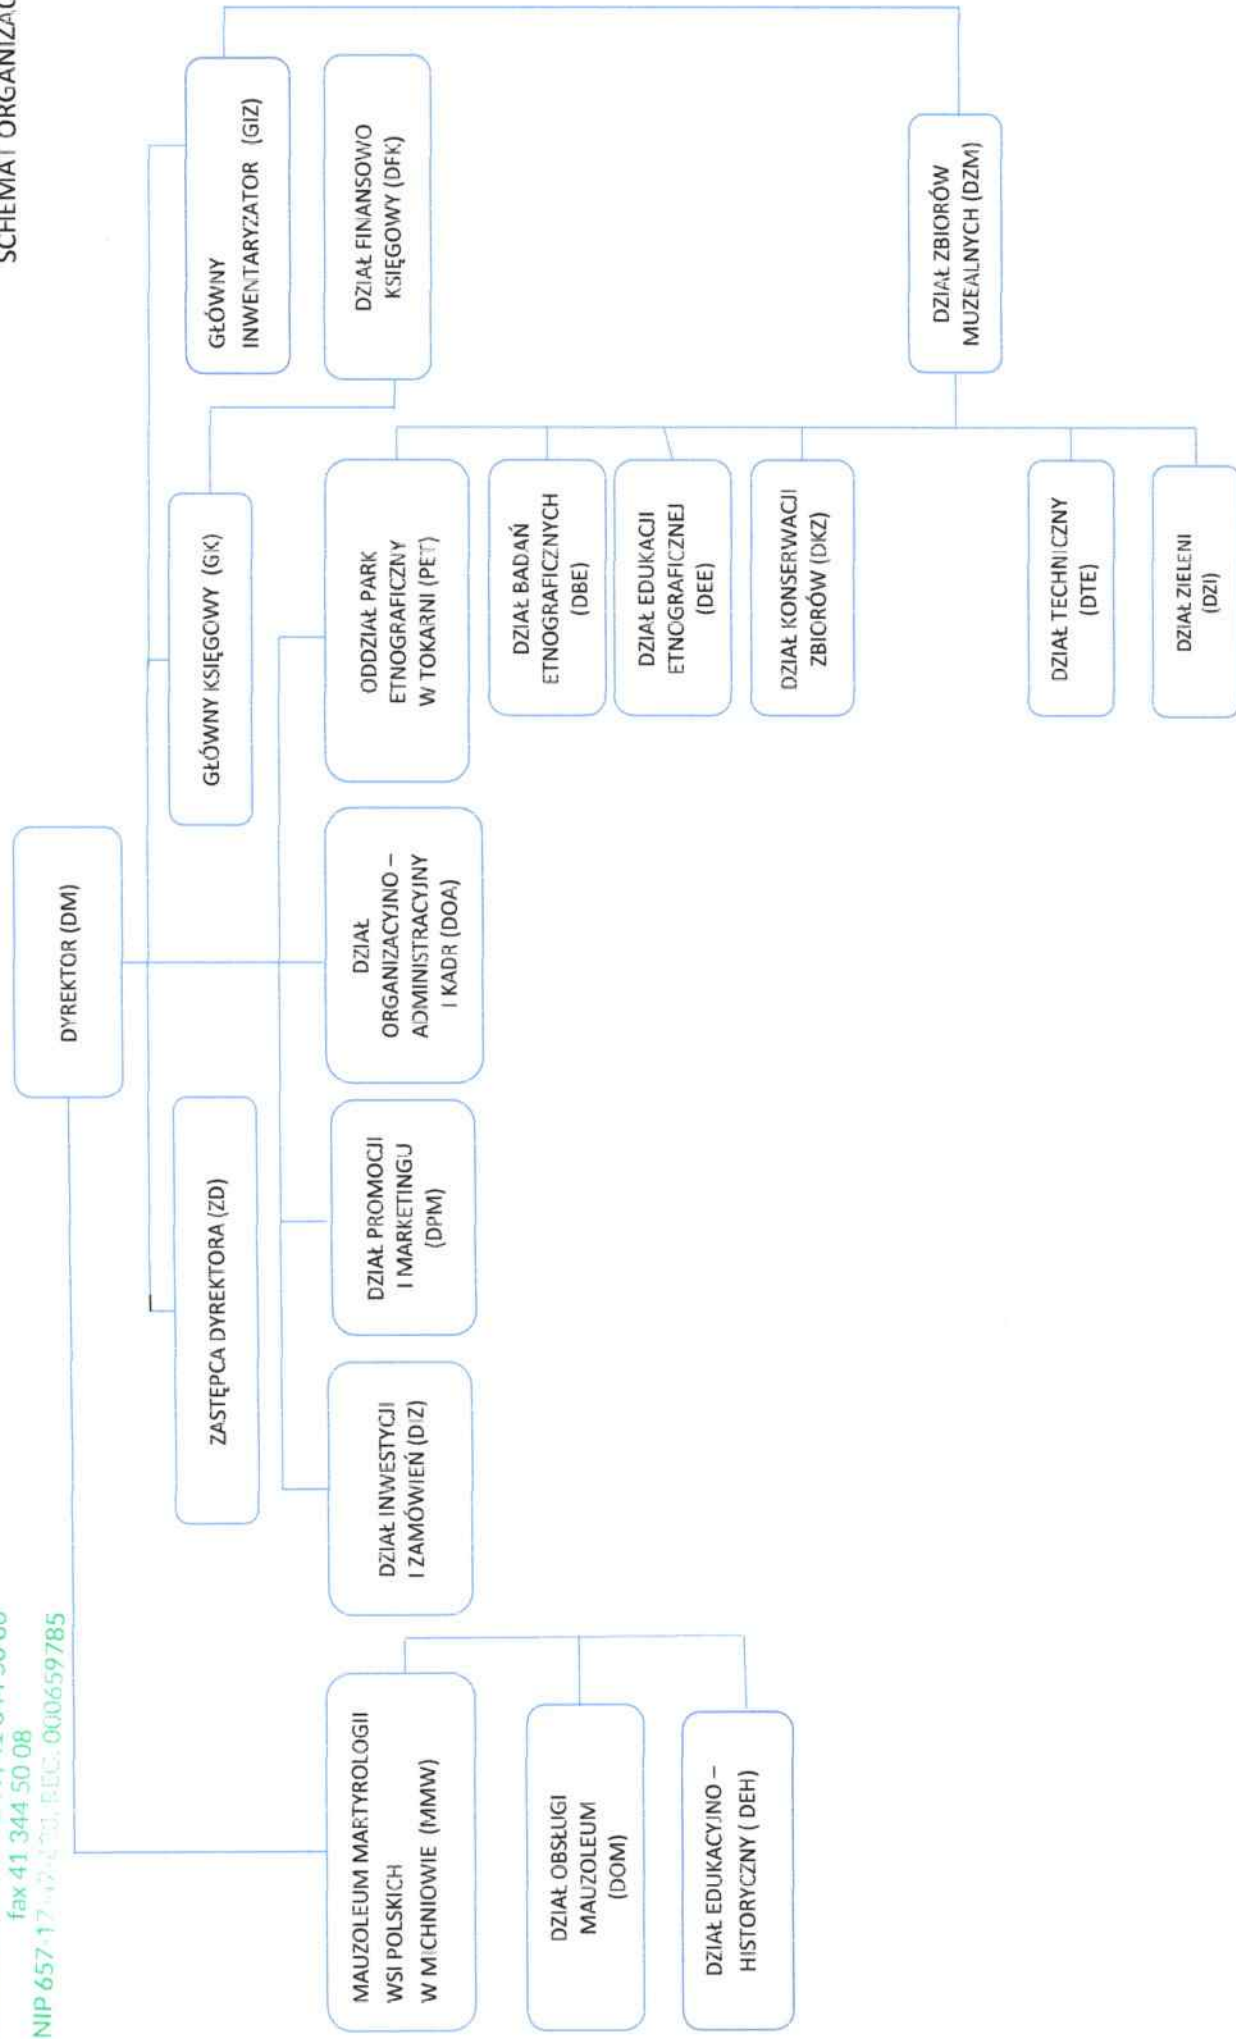 SCHEMAT
fax 41 344 50 08
NIP 657
000659785
DYREKTOR (DM)
ZASTĘPCA DYREKTORA (ZD)
GŁÓWNY KSIĘGOWY (GK)
GŁÓWNY
INWENTARYZATOR (GIZ)
MAUZOLEUM MARTYROLOGII
WSI POLSKICH
W MICHNIOWIE (MMW)
DZIAŁ INWESTYCJI
I ZAMÓWIEŃ (DIZ)
DZIAŁ PROMOCJI
I MARKETINGU
(DPM)
DZIAŁ
ORGANIZACYJNO –
ADMINISTRACYJNY
I KADR (DOA)
ODDZIAŁ PARK
ETNOGRAFICZNY
W TOKARNI (PET)
DZIAŁ FINANSOWO
KSIĘGOWY (DFK)
DZIAŁ OBSŁUGI
MAUZOLEUM
(DOM)
DZIAŁ EDUKACYJNO –
HISTORYCZNY ( DEH)
DZIAŁ BADAŃ
ETNOGRAFICZNYCH
(DBE)
DZIAŁ EDUKACJI
ETNOGRAFICZNEJ
(DEE)
DZIAŁ KONSERWACJI
ZBIORÓW (DKZ)
DZIAŁ ZBIORÓW
MUZEALNYCH (DZM)
DZIAŁ TECHNICZNY
(DTE)
DZIAŁ ZIELENI
(DZI)